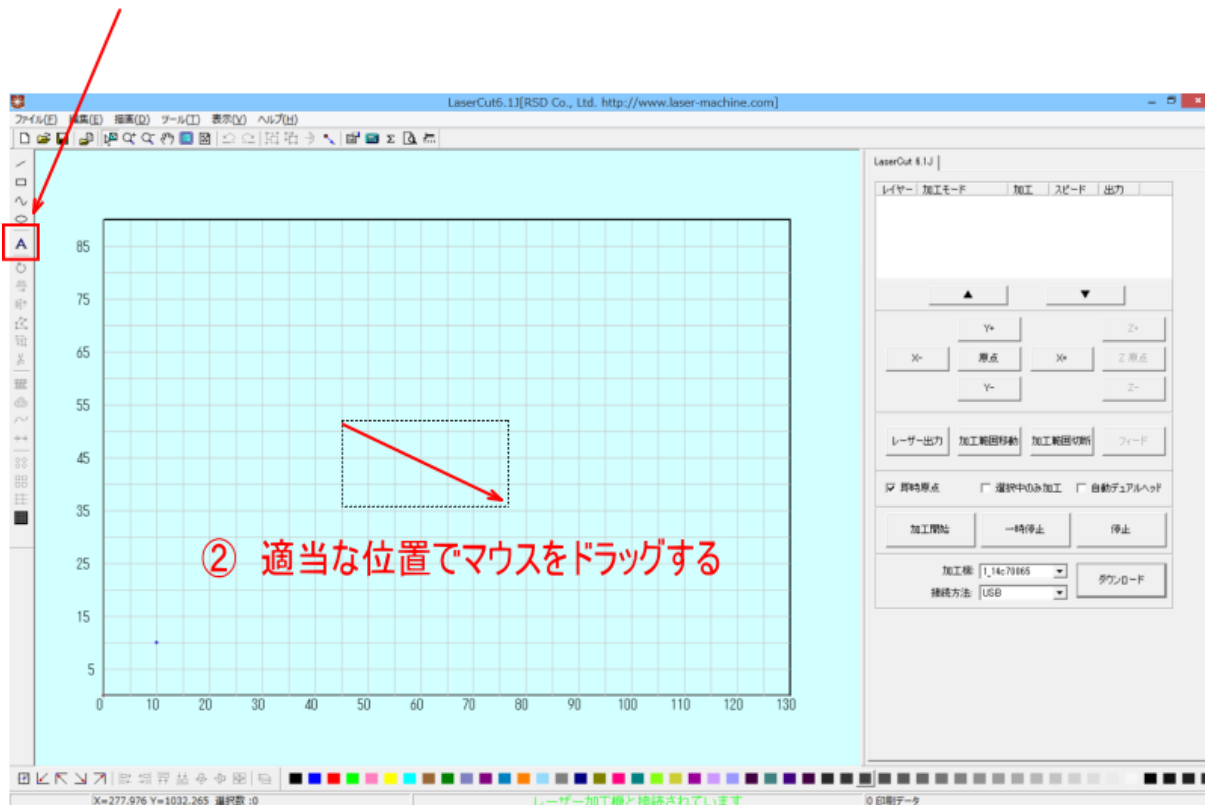 LaserCut6.1J[RSD Co., Ltd. http://www.laser-machine.com]
ファイル(F) 編集(E) 描画(D) ツール(T) 表示(V) ヘルプ(H)
LaserCut 6.1J
レイヤー 加工モード 加工 スピード 出力
A
85
75
65
55
45
35
25
15
5
0 10 20 30 40 50 60 70 80 90 100 110 120 130
② 適当な位置でマウスをドラッグする
▲ ▼
Y+ Z+
X- 原点 X+ Z 原点
Y- Z-
レーザー出力 加工範囲移動 加工範囲切断 フィード
即時原点 選択中のみ加工 自動デュアルヘッド
加工開始 一時停止 停止
加工機: 1_14c70865
接続方法: USB
ダウンロード
X=277.976 Y=1032.265 選択数 :0
レーザー加工機と接続されています
0 印刷データ